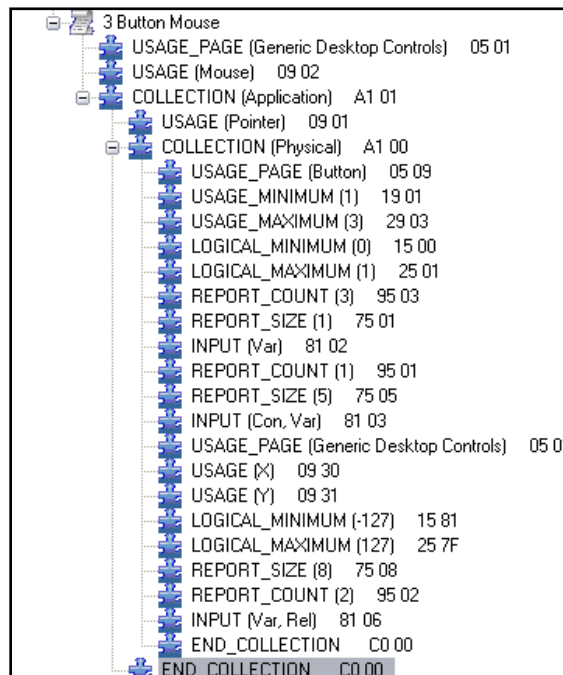 3 Button Mouse
USAGE_PAGE (Generic Desktop Controls) 05 01
USAGE (Mouse) 09 02
COLLECTION (Application) A1 01
USAGE (Pointer) 09 01
COLLECTION (Physical) A1 00
USAGE_PAGE (Button) 05 09
USAGE_MINIMUM (1) 19 01
USAGE_MAXIMUM (3) 29 03
LOGICAL_MINIMUM (0) 15 00
LOGICAL_MAXIMUM (1) 25 01
REPORT_COUNT (3) 95 03
REPORT_SIZE (1) 75 01
INPUT (Var) 81 02
REPORT_COUNT (1) 95 01
REPORT_SIZE (5) 75 05
INPUT (Con, Var) 81 03
USAGE_PAGE (Generic Desktop Controls) 05 0
USAGE (X) 09 30
USAGE (Y) 09 31
LOGICAL_MINIMUM (-127) 15 81
LOGICAL_MAXIMUM (127) 25 7F
REPORT_SIZE (8) 75 08
REPORT_COUNT (2) 95 02
INPUT (Var, Rel) 81 06
END_COLLECTION C0 00
END_COLLECTION C0 00